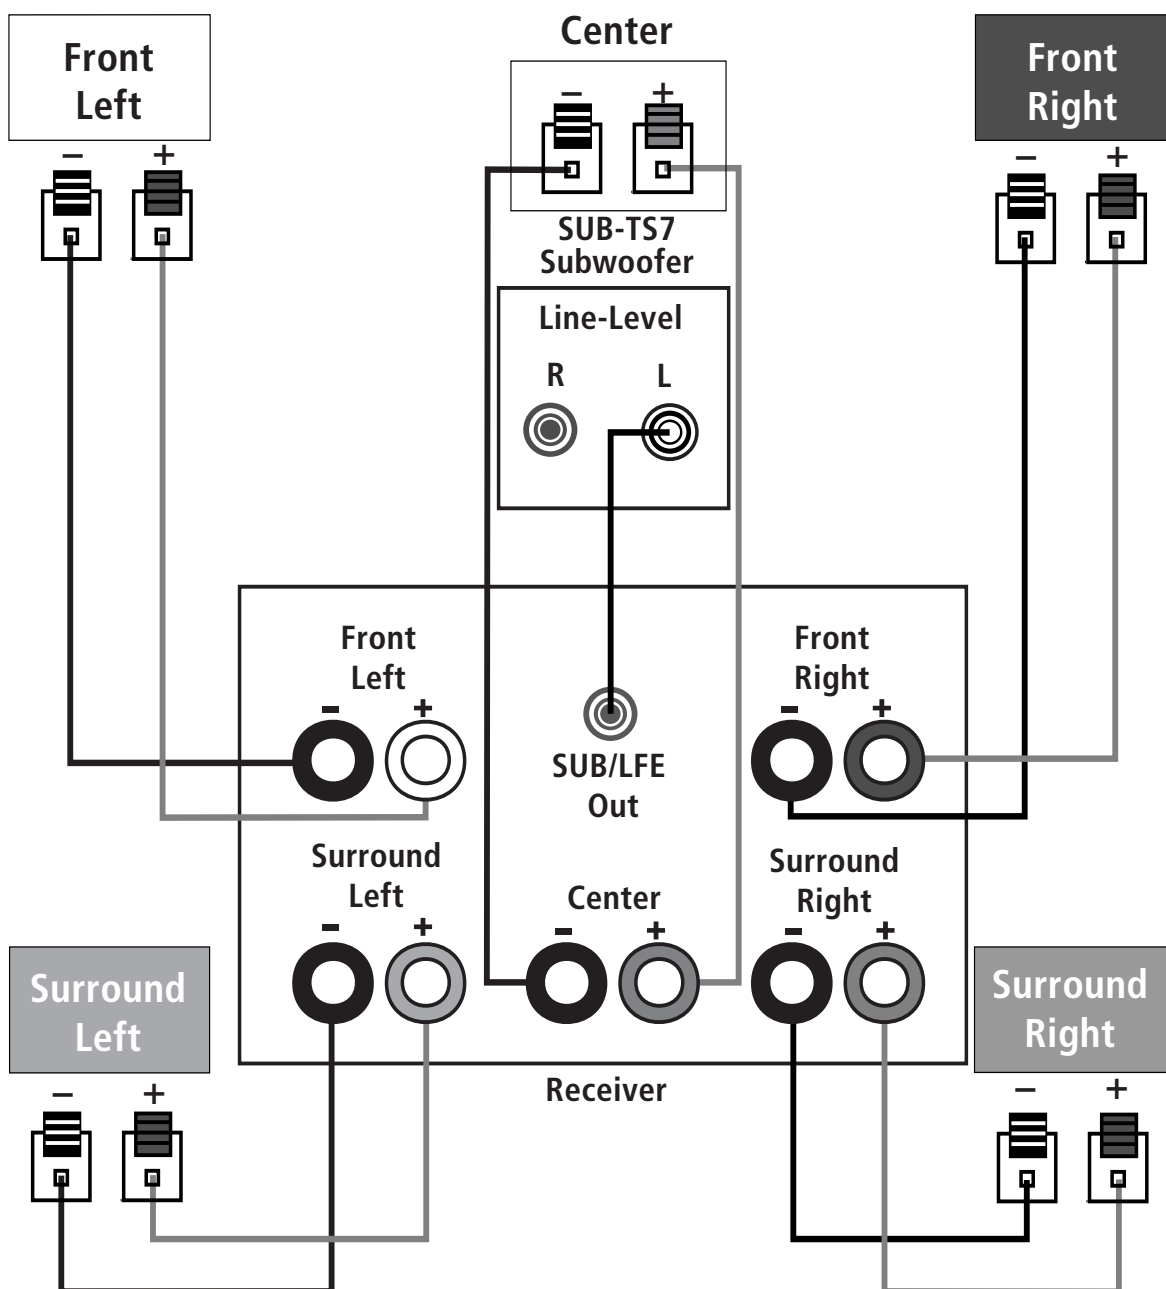 Front
Left
− +
Center
− +
Front
Right
− +
SUB-TS7
Subwoofer
Line-Level
R L
Front
Left
- +
SUB/LFE
Out
Front
Right
- +
Surround
Left
- +
Center
- +
Surround
Right
- +
Receiver
Surround
Left
− +
Surround
Right
− +